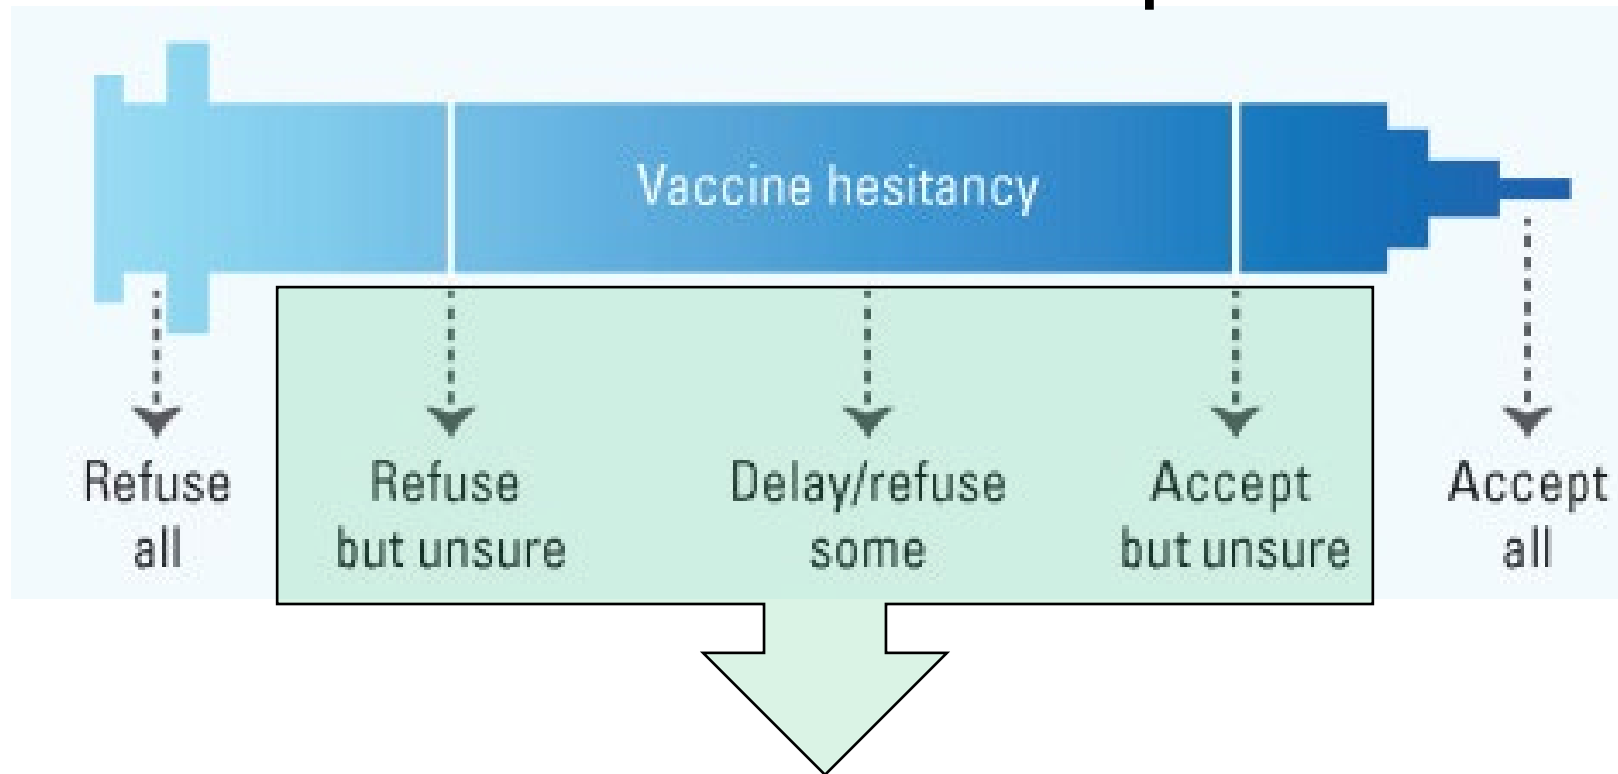 Vaccine hesitancy
Refuse all
Refuse but unsure
Delay/refuse some
Accept but unsure
Accept all